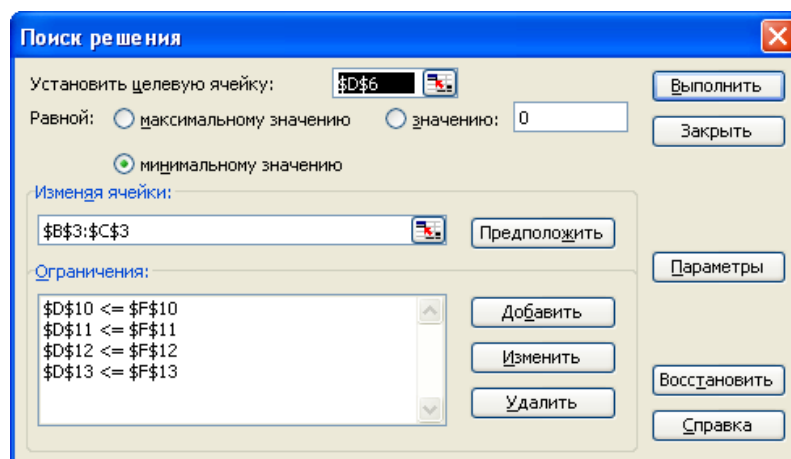 Поиск решения
Установить целевую ячейку: $D$6 Выполнить
Равной: максимальному значению значению: 0 Закрыть
минимальному значению
Изменяя ячейки:
$B$3:$C$3 Предположить
Ограничения: Параметры
$D$10 <= $F$10 Добавить
$D$11 <= $F$11
$D$12 <= $F$12 Изменить
$D$13 <= $F$13 Восстановить
Удалить
Справка